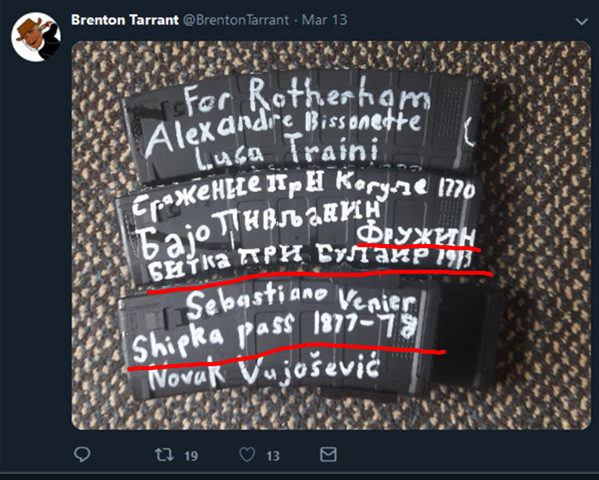 Brenton Tarrant @BrentonTarrant · Mar 13
For Rotherham
Alexandre Bissonette
Luca Traini
Сражение при Кагуле 1770
Бајо Пивљанин
Фружин
Битка при Булаир 1913
Sebastiano Venier
Shipka pass 1877-78
Novak Vujošević
19 13